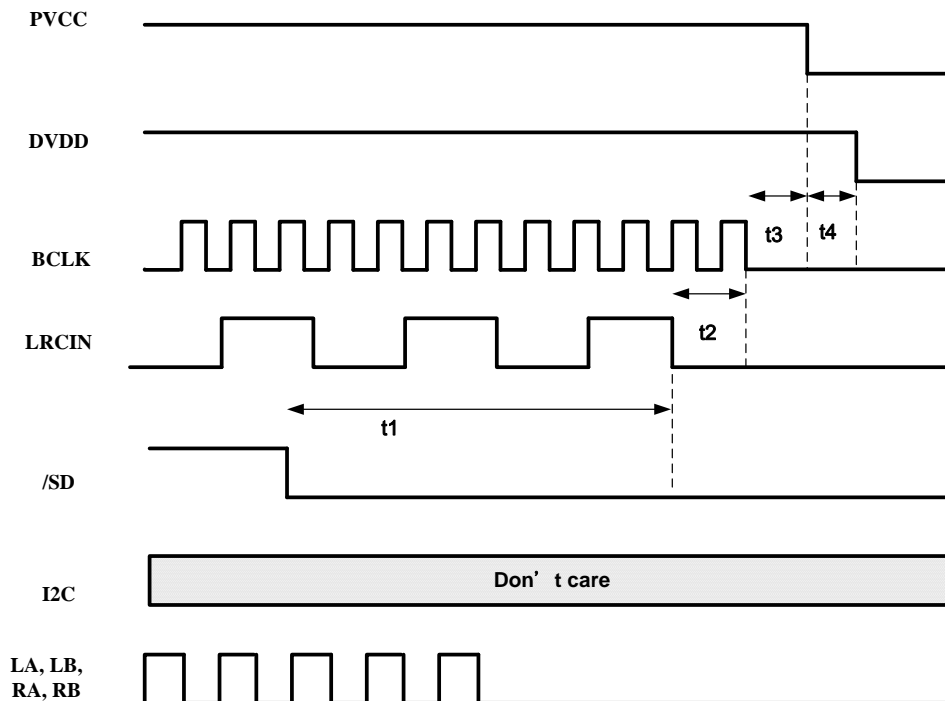 PVCC
DVDD
t3
t4
BCLK
t2
LRCIN
t1
/SD
Don’ t care
I2C
LA, LB,
RA, RB